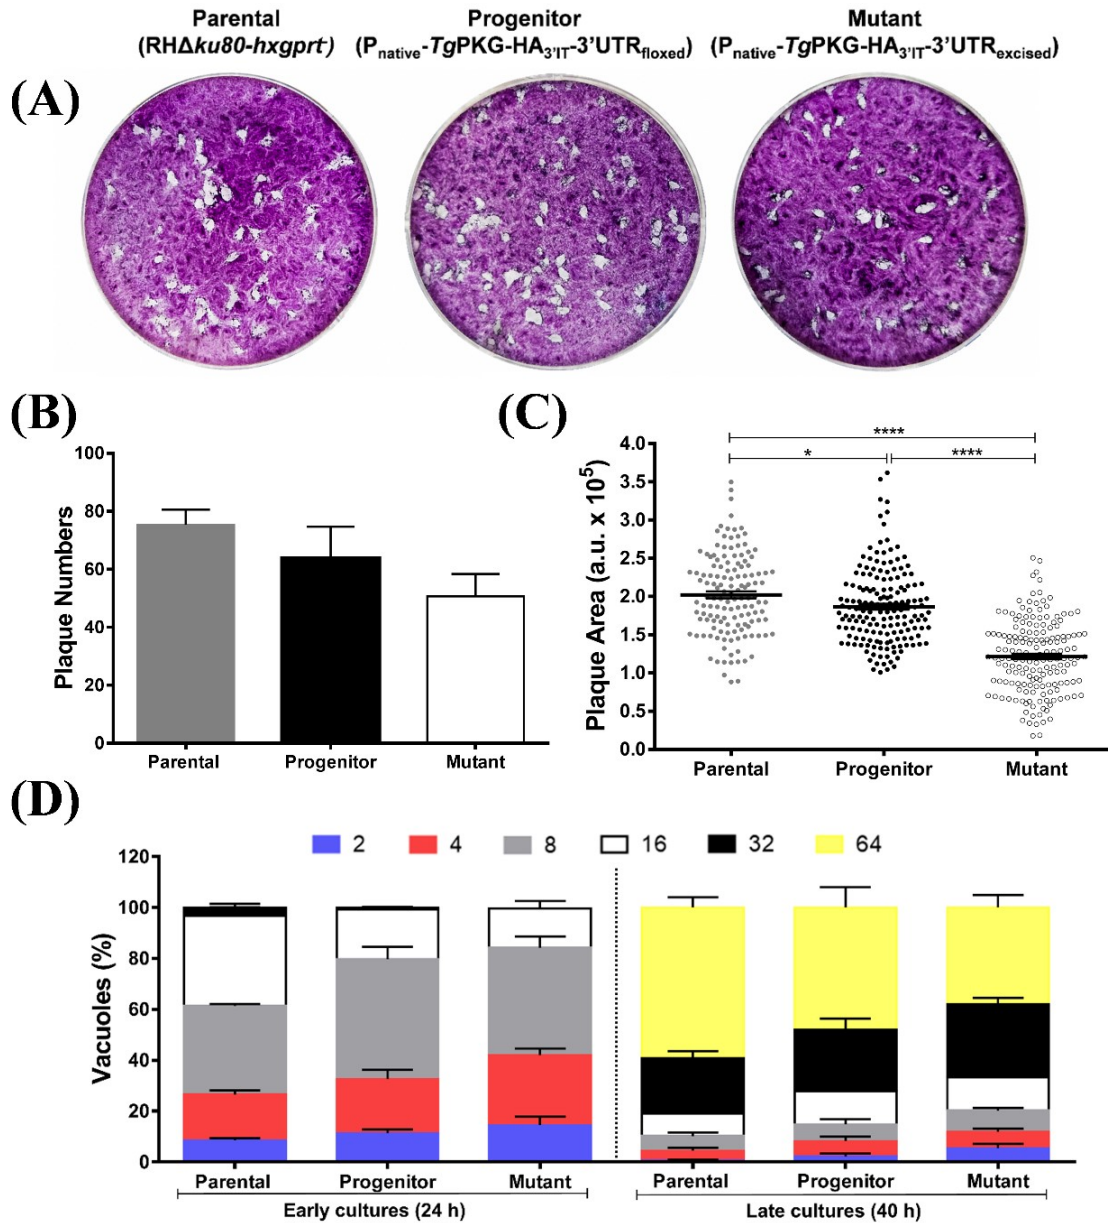 Parental Progenitor Mutant
(RHΔku80-hxgprt-) (Pnative-TgPKG-HA3'IT-3'UTRfloxed) (Pnative-TgPKG-HA3'IT-3'UTRexcised)
(A)
(B)
Plaque Numbers
100
80
60
40
20
0
Parental Progenitor Mutant
(C)
Plaque Area (a.u. x 10^5)
****
* ****
4.0
3.5
3.0
2.5
2.0
1.5
1.0
0.5
0.0
Parental Progenitor Mutant
(D)
2 4 8 16 32 64
Vacuoles (%)
120
100
80
60
40
20
0
Parental Progenitor Mutant Parental Progenitor Mutant
Early cultures (24 h) Late cultures (40 h)